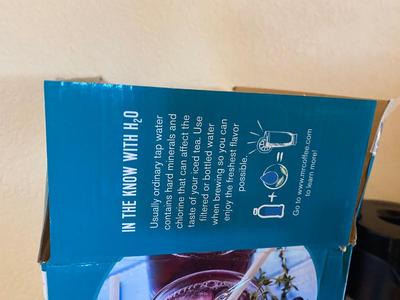 IN THE KNOW WITH H₂O
Usually ordinary tap water
contains hard minerals and
chlorine that can affect the
taste of your iced tea. Use
filtered or bottled water
when brewing so you can
enjoy the freshest flavor
possible.
+ =
Go to www.mrcoffee.com
to learn more!